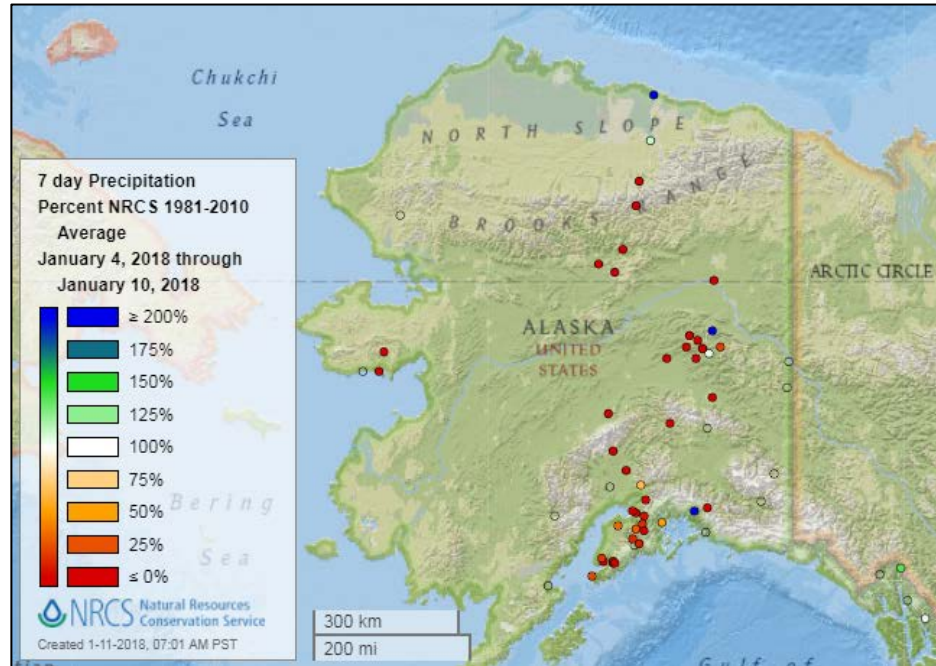 Chukchi
Sea
NORTH SLOPE
BROOKS RANGE
ARCTIC CIRCLE
ALASKA
UNITED
STATES
7 day Precipitation
Percent NRCS 1981-2010
Average
January 4, 2018 through
January 10, 2018
≥ 200%
175%
150%
125%
100%
75%
50%
25%
≤ 0%
Bering
Sea
NRCS Natural Resources
Conservation Service
Created 1-11-2018, 07:01 AM PST
300 km
200 mi
Gulf of